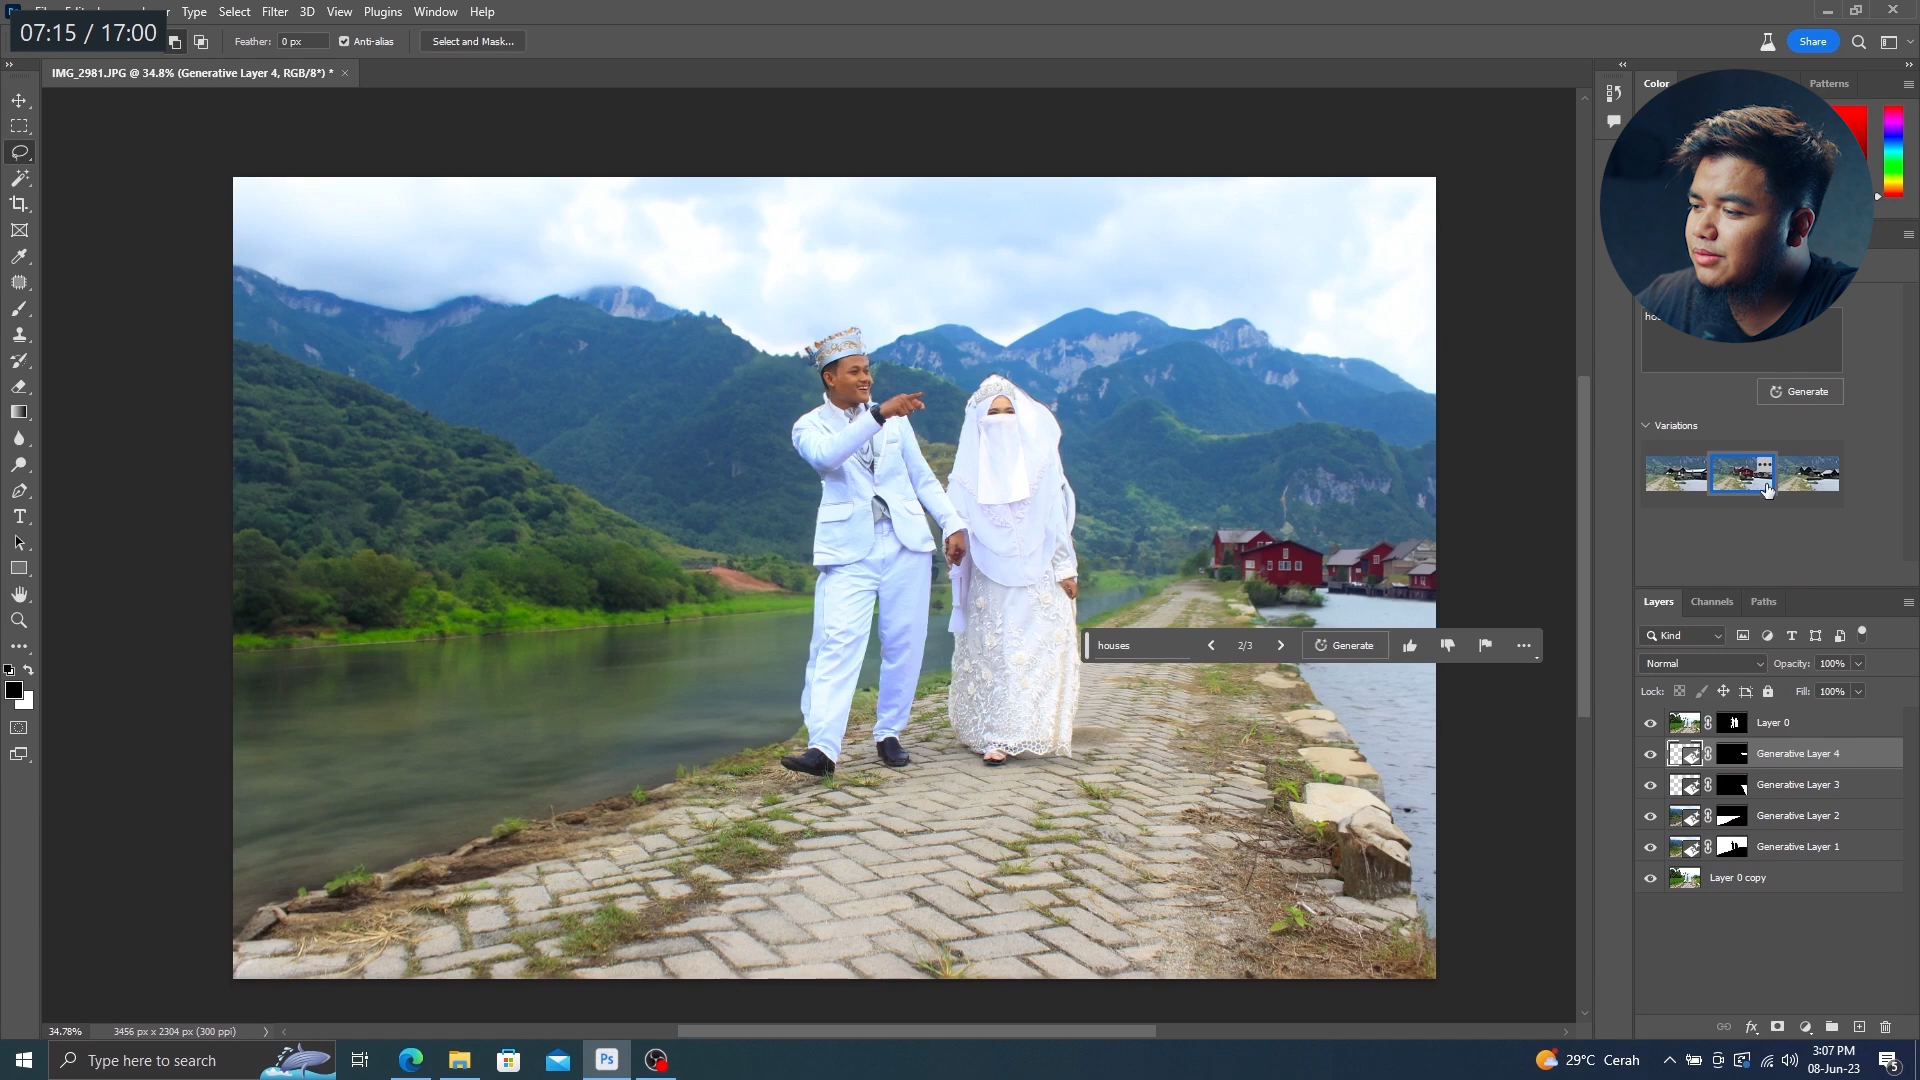 Type Select Filter 3D View Plugins Window Help
07:15 / 17:00
Feather: 0 px Anti-alias Select and Mask... Share
IMG_2981.JPG @ 34.8% (Generative Layer 4, RGB/8*) * ×
Color Patterns
Generate
Variations
houses 2/3 Generate
Layers Channels Paths
Kind
Normal Opacity: 100%
Lock: Fill: 100%
Layer 0
Generative Layer 4
Generative Layer 3
Generative Layer 2
Generative Layer 1
Layer 0 copy
34.78% 3456 px x 2304 px (300 ppi)
Type here to search Ps 29°C Cerah 3:07 PM
08-Jun-23 5